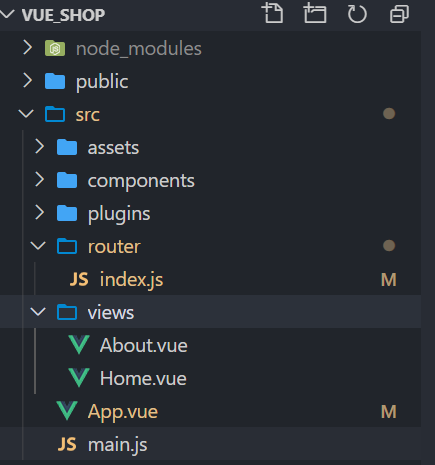 VUE_SHOP
node_modules
public
src
assets
components
plugins
router
JS index.js M
views
About.vue
Home.vue
App.vue M
JS main.js